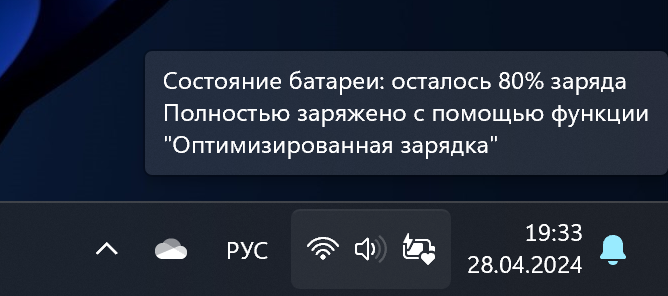 Состояние батареи: осталось 80% заряда
Полностью заряжено с помощью функции
"Оптимизированная зарядка"
РУС
19:33
28.04.2024